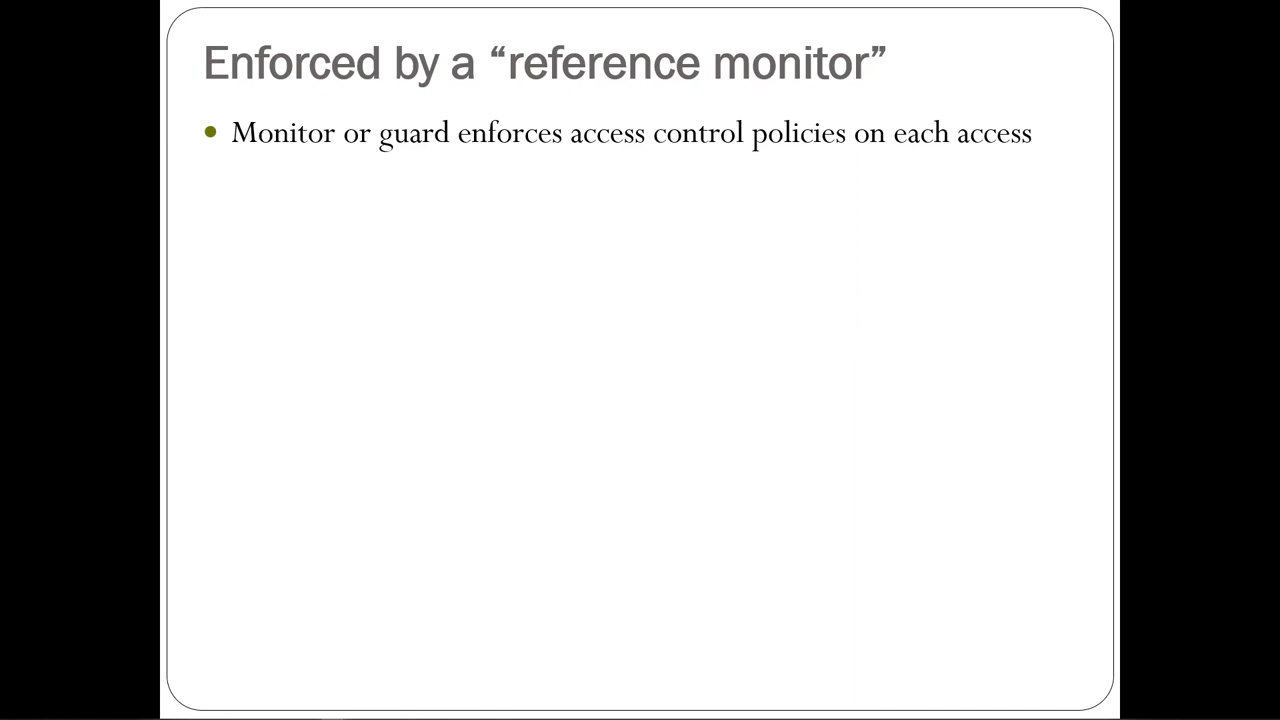 Enforced by a “reference monitor”
Monitor or guard enforces access control policies on each access